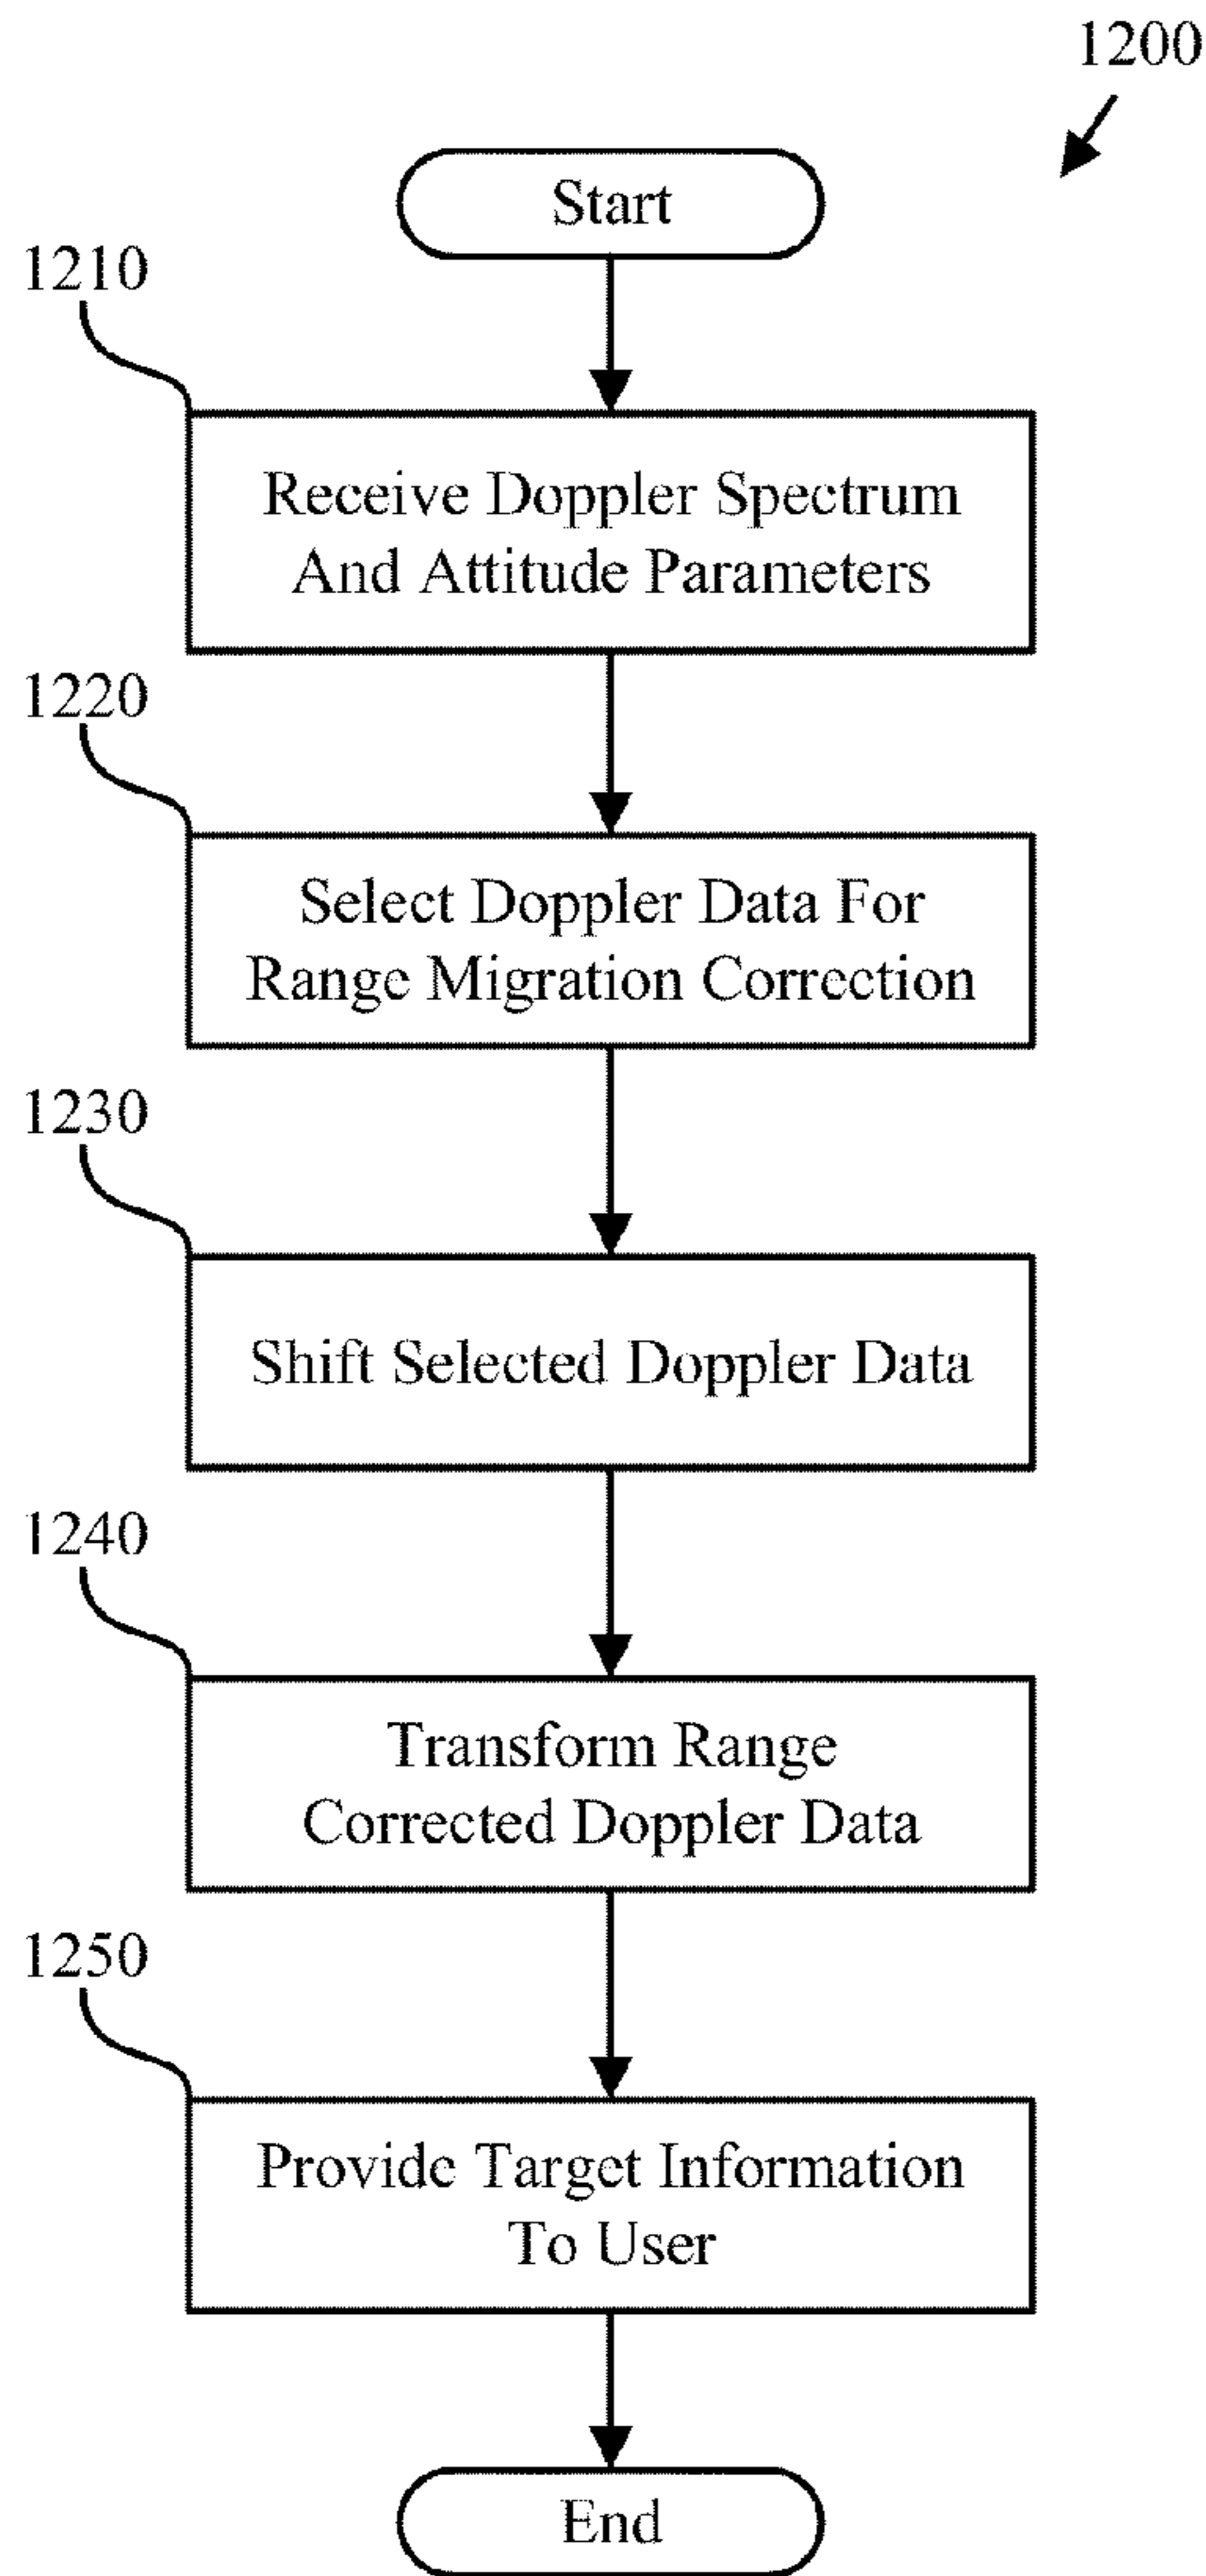 1200
Start
1210
Receive Doppler Spectrum
And Attitude Parameters
1220
Select Doppler Data For
Range Migration Correction
1230
Shift Selected Doppler Data
1240
Transform Range
Corrected Doppler Data
1250
Provide Target Information
To User
End